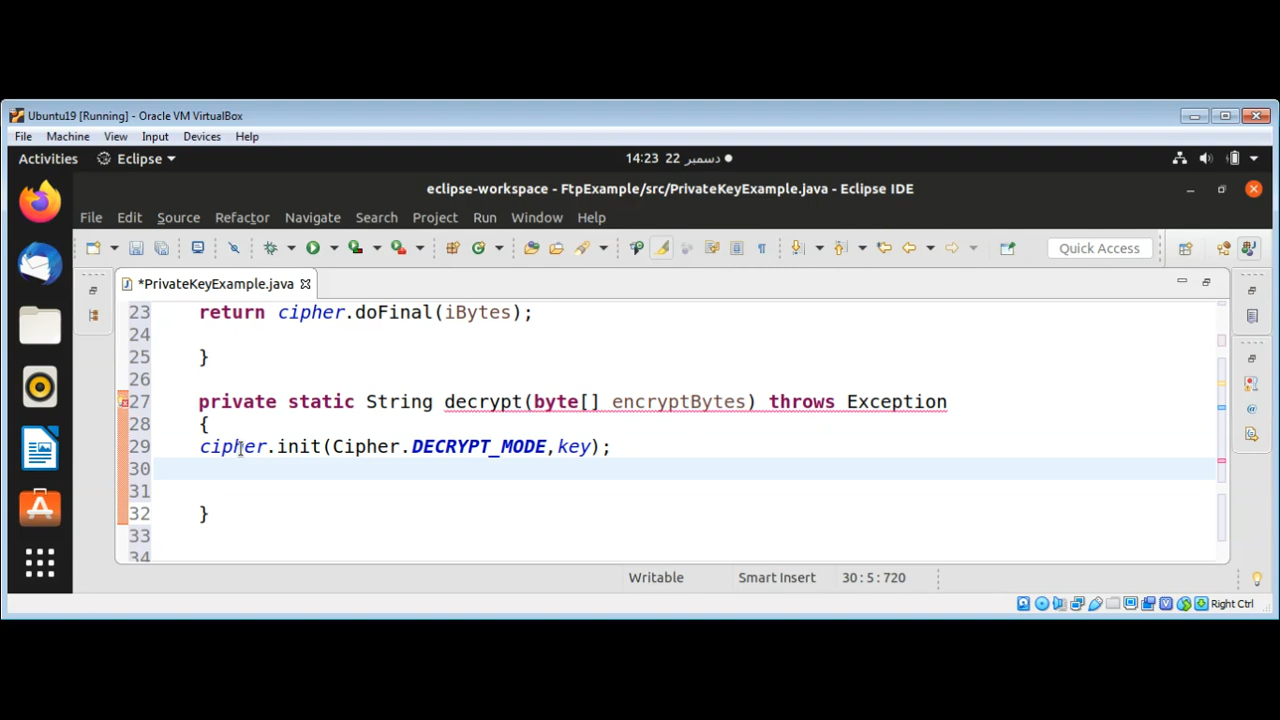 Ubuntu19 [Running] - Oracle VM VirtualBox
File Machine View Input Devices Help
Activities Eclipse 14:23 22 دسمبر
eclipse-workspace - FtpExample/src/PrivateKeyExample.java - Eclipse IDE
File Edit Source Refactor Navigate Search Project Run Window Help
Quick Access
*PrivateKeyExample.java
23 return cipher.doFinal(iBytes);
24
25 }
26
27 private static String decrypt(byte[] encryptBytes) throws Exception
28 {
29 cipher.init(Cipher.DECRYPT_MODE,key);
30
31
32 }
33
34
Writable Smart Insert 30 : 5 : 720
Right Ctrl